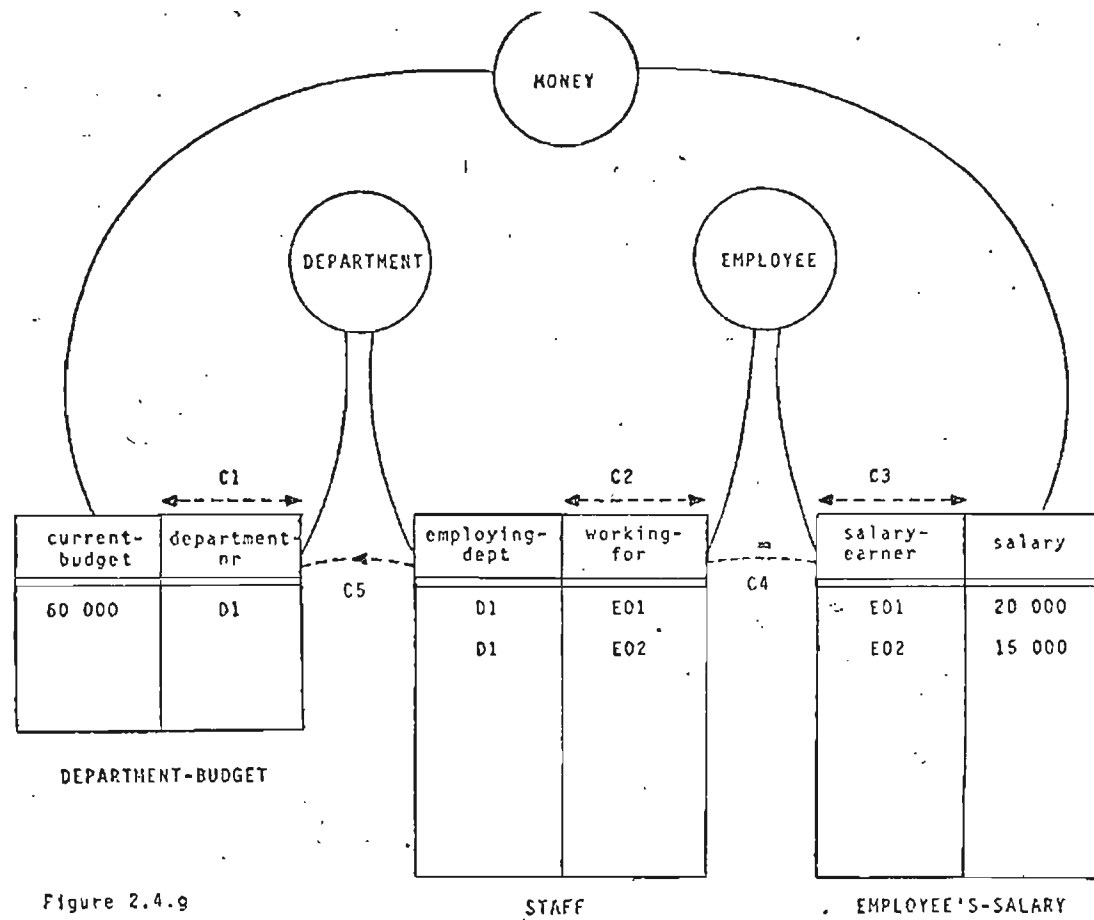 MONEY
DEPARTMENT
EMPLOYEE
C1
C2
C3
current-
budget
department-
nr
employing-
dept
working-
for
salary-
earner
salary
C5
=
C4
60 000
D1
D1
E01
E01
20 000
D1
E02
E02
15 000
DEPARTMENT-BUDGET
Figure 2.4.g
STAFF
EMPLOYEE'S-SALARY